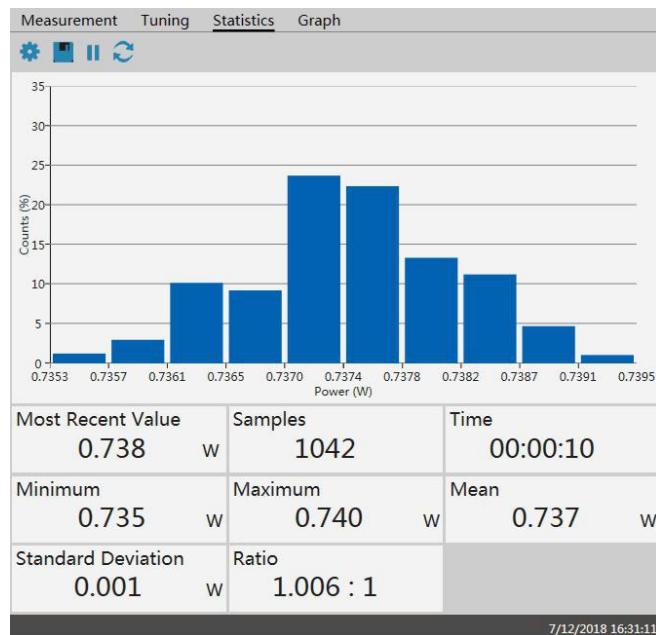 Measurement Tuning Statistics Graph
35
30
25
20
15
10
5
0
Counts (%)
0.7353 0.7357 0.7361 0.7365 0.7370 0.7374 0.7378 0.7382 0.7387 0.7391 0.7395
Power (W)
Most Recent Value Samples Time
0.738 W 1042 00:00:10
Minimum Maximum Mean
0.735 W 0.740 W 0.737 W
Standard Deviation Ratio
0.001 W 1.006 : 1
7/12/2018 16:31:11